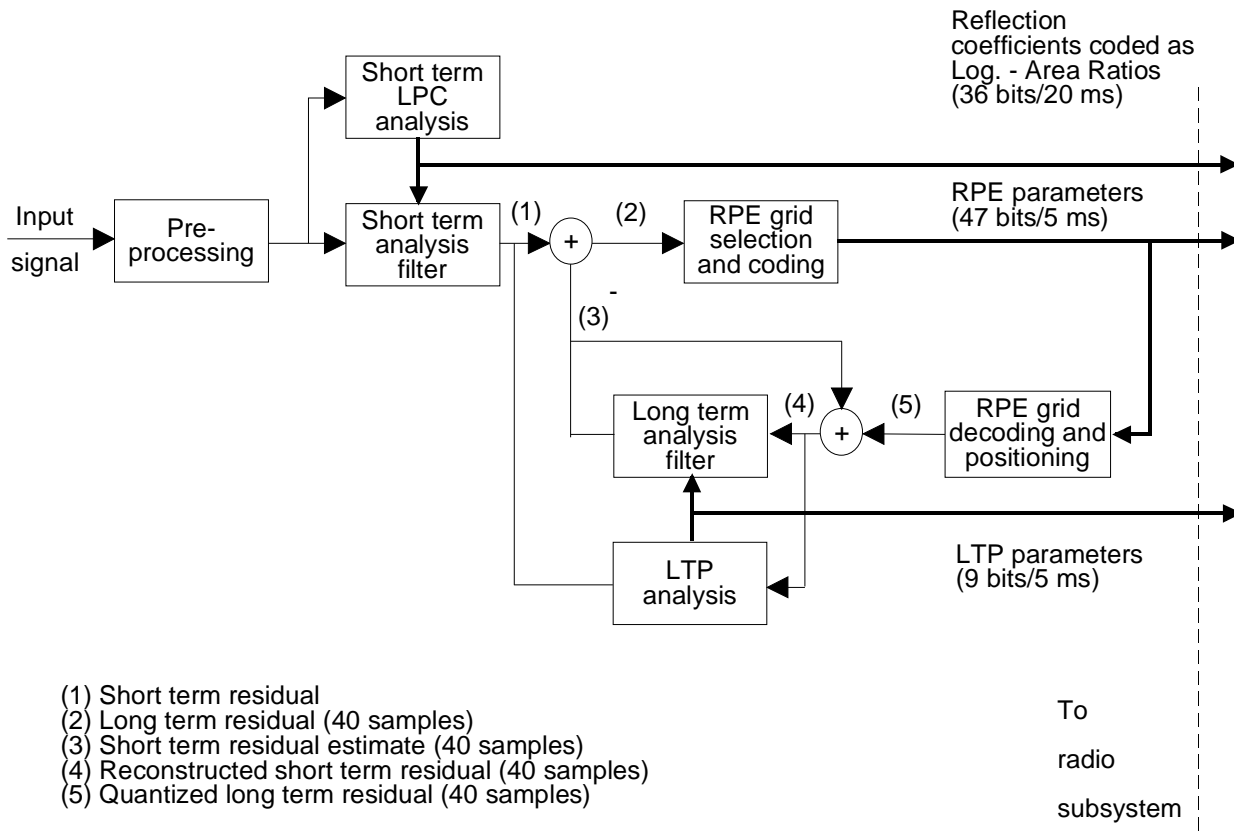 Reflection
coefficients coded as
Log. - Area Ratios
(36 bits/20 ms)
Short term
LPC
analysis
Input
signal
Pre-
processing
Short term
analysis
filter
(1)
+
(2)
RPE grid
selection
and coding
RPE parameters
(47 bits/5 ms)
-
(3)
Long term
analysis
filter
(4)
+
(5)
RPE grid
decoding and
positioning
LTP
analysis
LTP parameters
(9 bits/5 ms)
(1) Short term residual
(2) Long term residual (40 samples)
(3) Short term residual estimate (40 samples)
(4) Reconstructed short term residual (40 samples)
(5) Quantized long term residual (40 samples)
To
radio
subsystem